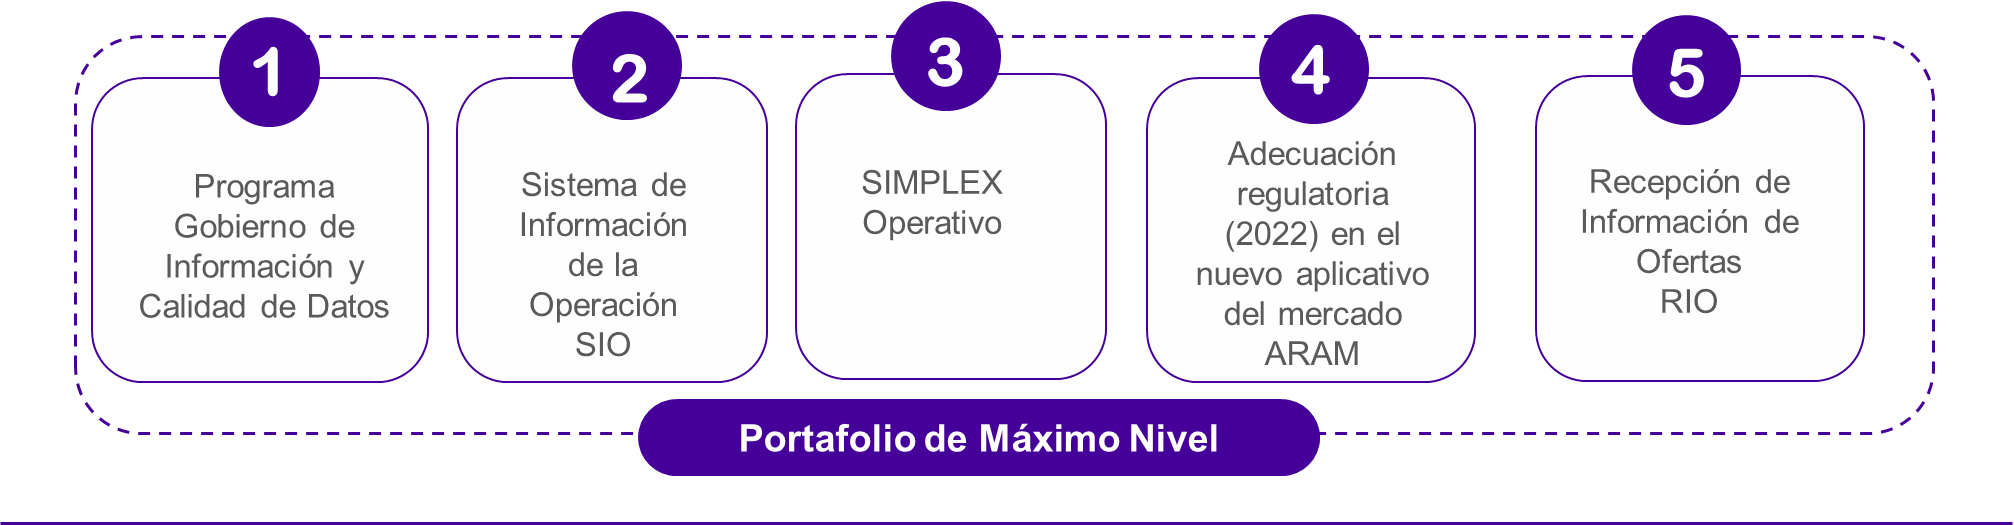 1
Programa
Gobierno de
Información y
Calidad de Datos
2
Sistema de
Información
de la
Operación
SIO
3
SIMPLEX
Operativo
4
Adecuación
regulatoria
(2022) en el
nuevo aplicativo
del mercado
ARAM
5
Recepción de
Información de
Ofertas
RIO
Portafolio de Máximo Nivel